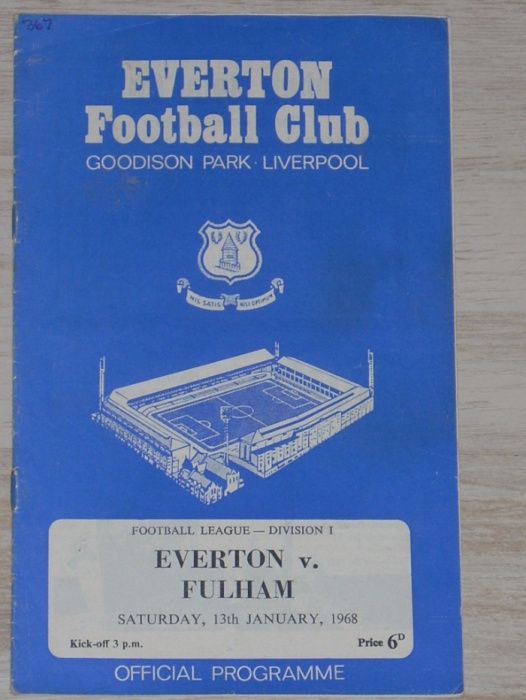 EVERTON
Football Club
GOODISON PARK · LIVERPOOL
NIL SATIS NISI OPTIMUM
FOOTBALL LEAGUE — DIVISION I
EVERTON v.
FULHAM
SATURDAY, 13th JANUARY, 1968
Kick-off 3 p.m. Price 6D
OFFICIAL PROGRAMME